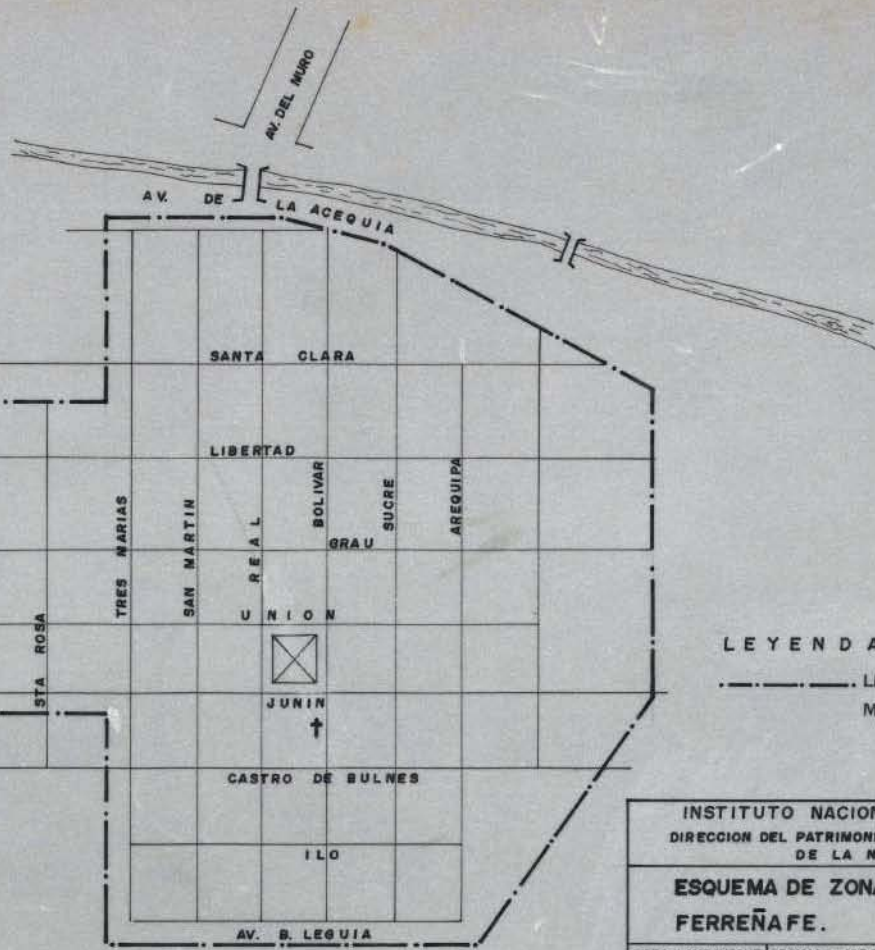 AV. DEL MURO
AV. DE LA ACEQUIA
SANTA CLARA
LIBERTAD
BOLIVAR
SUCRE
AREQUIPA
TRES MARIAS
SAN MARTIN
REAL
GRAU
UNION
STA ROSA
JUNIN
CASTRO DE BULNES
ILO
AV. B. LEGUIA
LEYENDA
INSTITUTO NACION
DIRECCION DEL PATRIMONI
DE LA N
ESQUEMA DE ZONA
FERREÑAFE.